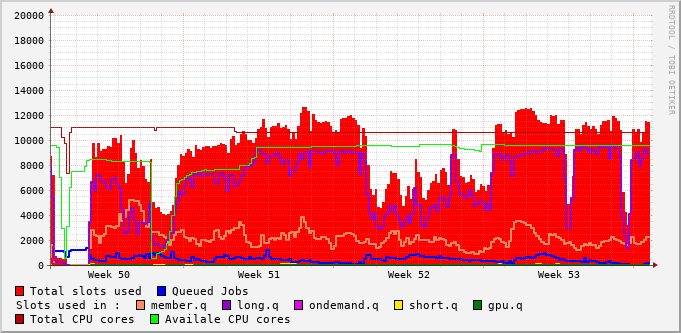 RRDTOOL / TOBI OETIKER
20000
18000
16000
14000
12000
10000
8000
6000
4000
2000
0
Week 50 Week 51 Week 52 Week 53
Total slots used Queued Jobs
Slots used in : member.q long.q ondemand.q short.q gpu.q
Total CPU cores Availale CPU cores